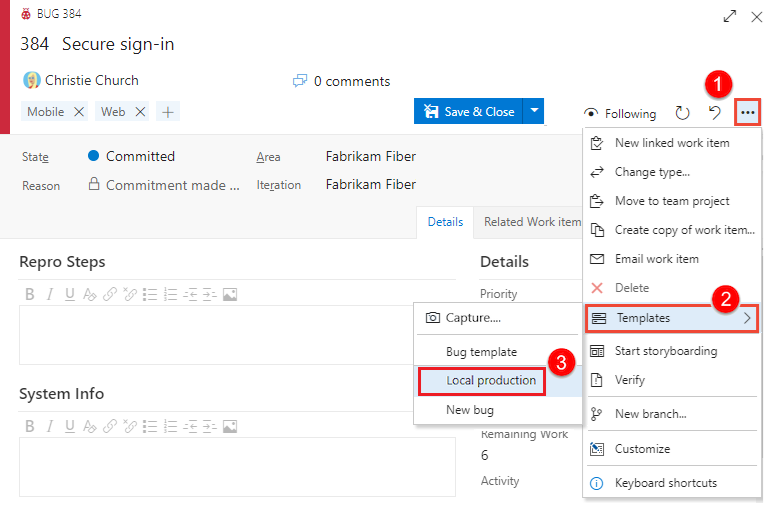 BUG 384
384 Secure sign-in
Christie Church
0 comments
1
Mobile
Web
Save & Close
Following
State
Committed
Area
Fabrikam Fiber
Reason
Commitment made ...
Iteration
Fabrikam Fiber
Details
Related Work item
New linked work item
Change type...
Move to team project
Create copy of work item...
Email work item
Delete
2
Templates
Start storyboarding
Verify
New branch...
Customize
Keyboard shortcuts
Repro Steps
B I U
Details
Priority
Capture....
Bug template
3
Local production
New bug
System Info
B I U
Remaining Work
6
Activity